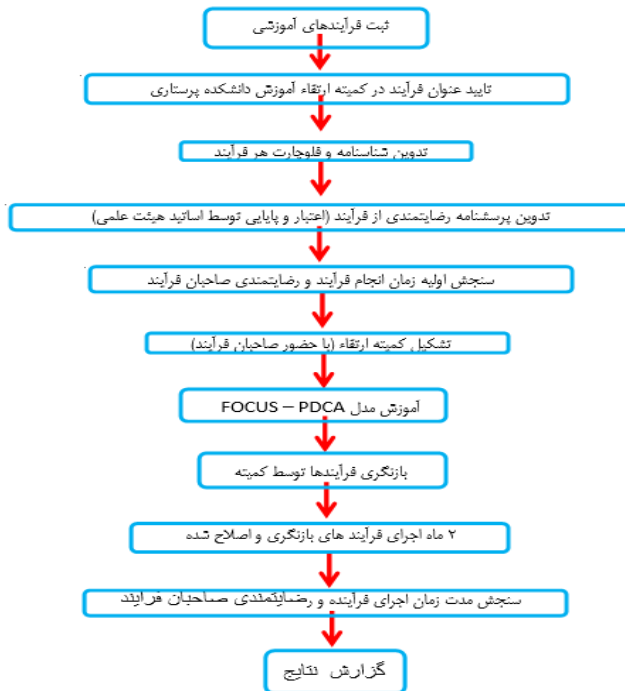 ثبت فرآیندهای آموزشی
تایید عنوان فرآیند در کمیته ارتقاء آموزش دانشکده پرستاری
تدوین شناسنامه و فلوچارت هر فرآیند
تدوین پرسشنامه رضایتمندی از فرآیند (اعتبار و پایایی توسط اساتید هیئت علمی)
سنجش اولیه زمان انجام فرآیند و رضایتمندی صاحبان فرآیند
تشکیل کمیته ارتقاء (با حضور صاحبان فرآیند)
آموزش مدل FOCUS – PDCA
بازنگری فرآیندها توسط کمیته
۲ ماه اجرای فرآیند های بازنگری و اصلاح شده
سنجش مدت زمان اجرای فرآینده و رضایتمندی صاحبان فرایند
گزارش نتایج